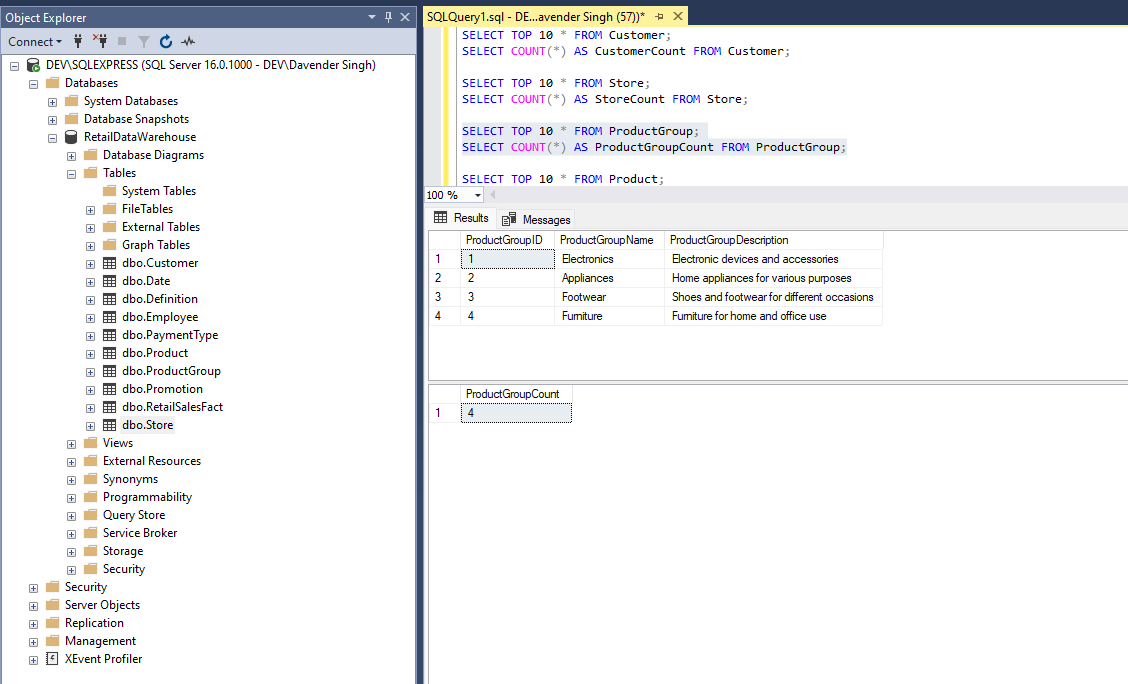 Object Explorer
Connect
DEV\SQLEXPRESS (SQL Server 16.0.1000 - DEV\Davender Singh)
Databases
System Databases
Database Snapshots
RetailDataWarehouse
Database Diagrams
Tables
System Tables
FileTables
External Tables
Graph Tables
dbo.Customer
dbo.Date
dbo.Definition
dbo.Employee
dbo.PaymentType
dbo.Product
dbo.ProductGroup
dbo.Promotion
dbo.RetailSalesFact
dbo.Store
Views
External Resources
Synonyms
Programmability
Query Store
Service Broker
Storage
Security
Security
Server Objects
Replication
Management
XEvent Profiler
SQLQuery1.sql - DE...avender Singh (57))*
SELECT TOP 10 * FROM Customer;
SELECT COUNT(*) AS CustomerCount FROM Customer;
SELECT TOP 10 * FROM Store;
SELECT COUNT(*) AS StoreCount FROM Store;
SELECT TOP 10 * FROM ProductGroup;
SELECT COUNT(*) AS ProductGroupCount FROM ProductGroup;
SELECT TOP 10 * FROM Product;
100 %
Results Messages
ProductGroupID ProductGroupName ProductGroupDescription
1 1 Electronics Electronic devices and accessories
2 2 Appliances Home appliances for various purposes
3 3 Footwear Shoes and footwear for different occasions
4 4 Furniture Furniture for home and office use
ProductGroupCount
1 4